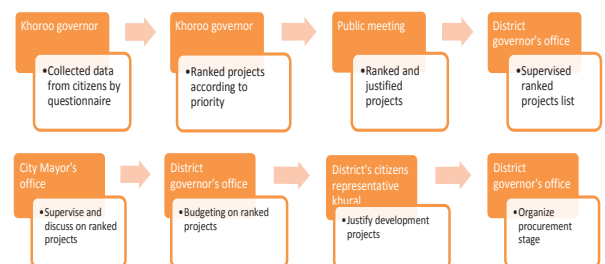 Khoroo governor
•Collected data
from citizens by
questionnaire
Khoroo governor
•Ranked projects
according to
priority
Public meeting
•Ranked and
justified
projects
District
governor's office
•Supervised
ranked
projects list
City Mayor's
office
•Supervise and
discuss on ranked
projects
District
governor's office
•Budgeting on ranked
projects
District's citizens
representative
khural
•Justify development
projects
District
governor's office
•Organize
procurement
stage